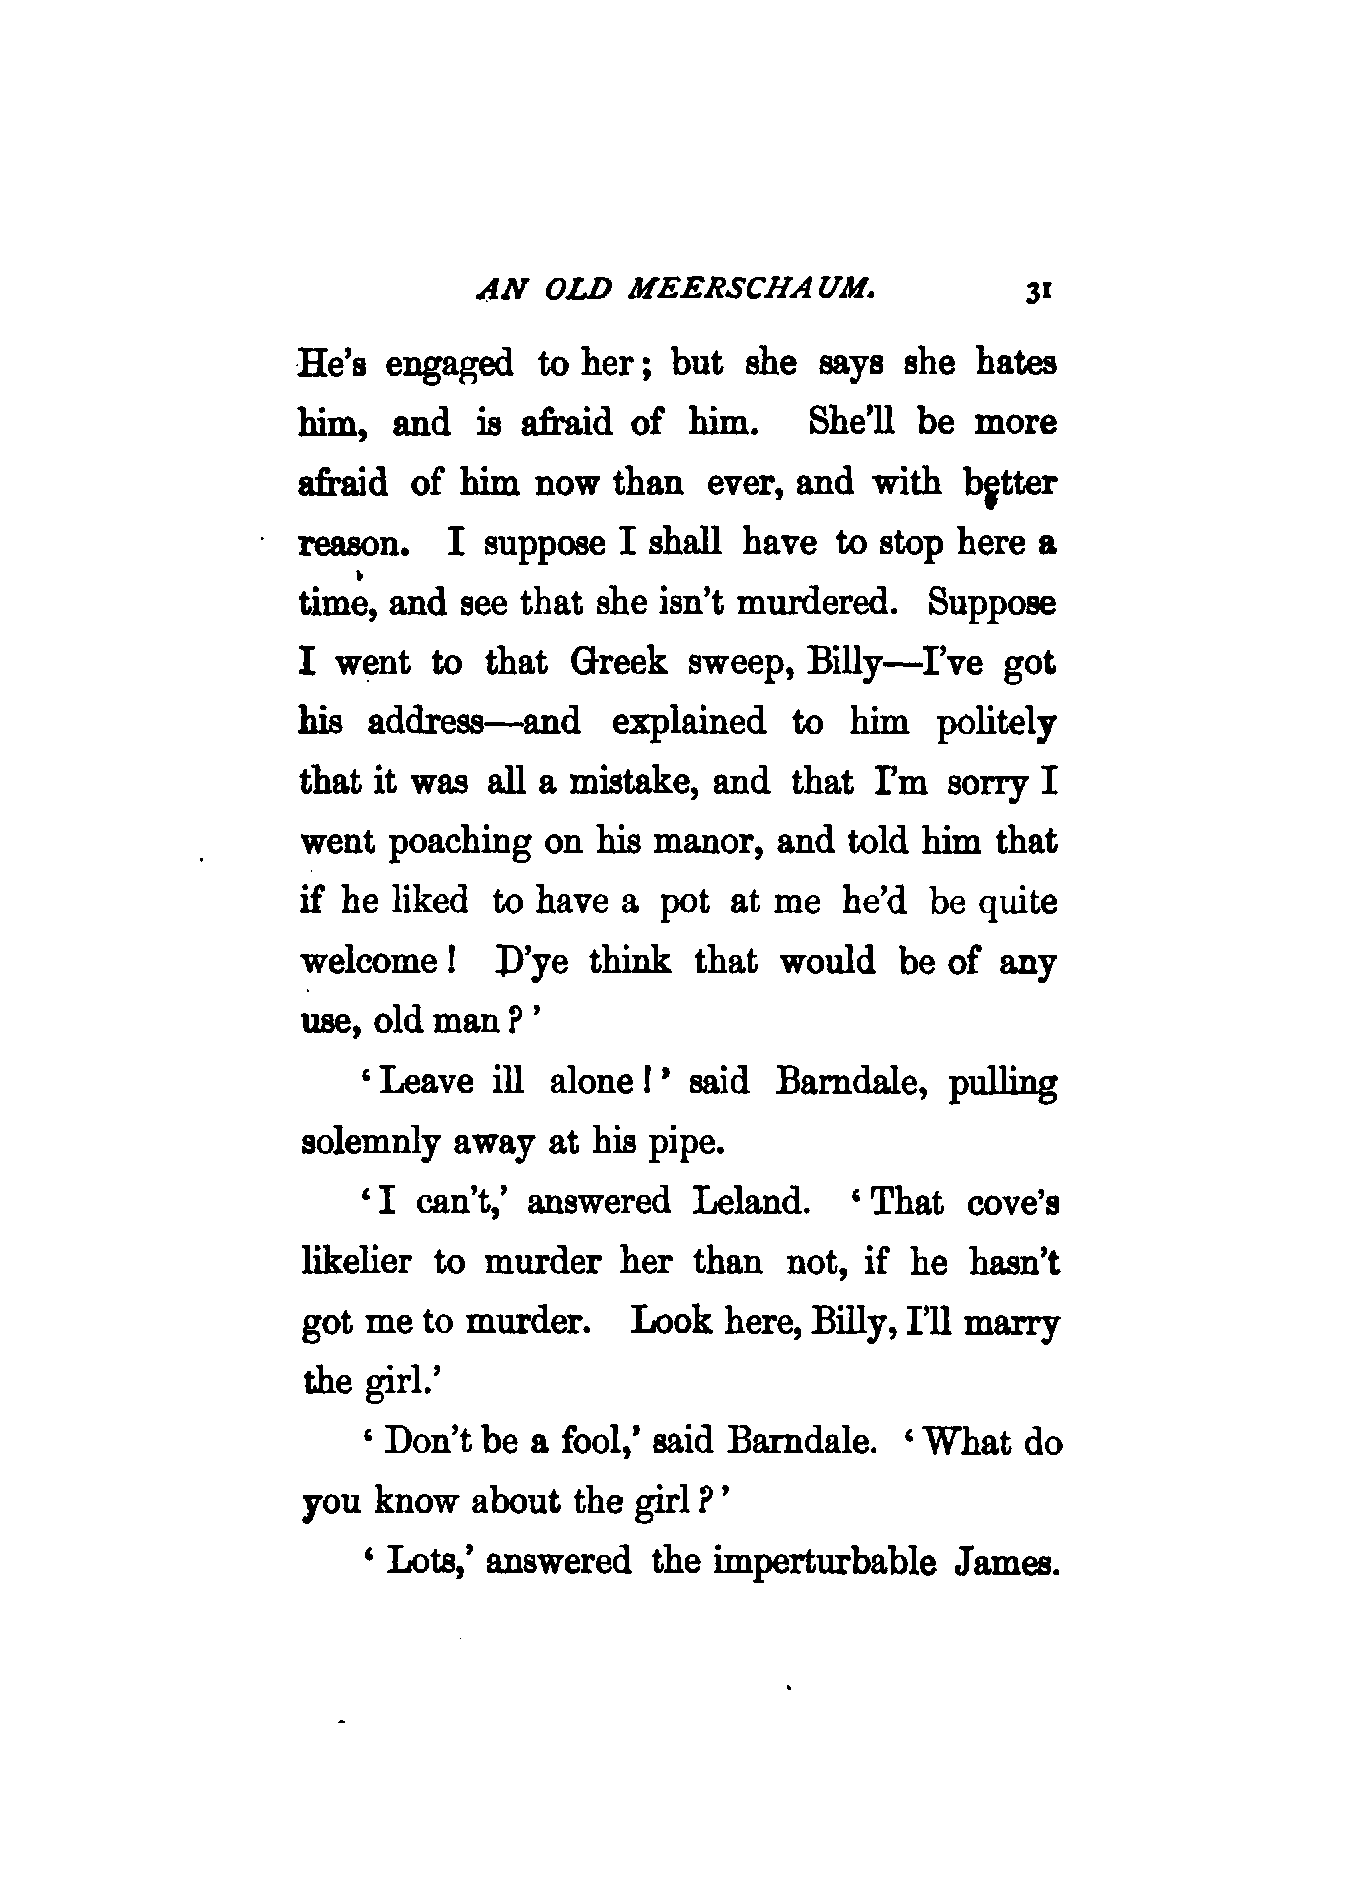 AN OLD MEERSCHAUM. 31
He's engaged to her; but she says she hates
him, and is afraid of him. She'll be more
afraid of him now than ever, and with better
reason. I suppose I shall have to stop here a
time, and see that she isn't murdered. Suppose
I went to that Greek sweep, Billy—I've got
his address—and explained to him politely
that it was all a mistake, and that I'm sorry I
went poaching on his manor, and told him that
if he liked to have a pot at me he'd be quite
welcome! D'ye think that would be of any
use, old man?'
'Leave ill alone!' said Barndale, pulling
solemnly away at his pipe.
'I can't,' answered Leland. 'That cove's
likelier to murder her than not, if he hasn't
got me to murder. Look here, Billy, I'll marry
the girl.'
'Don't be a fool,' said Barndale. 'What do
you know about the girl?'
'Lots,' answered the imperturbable James.